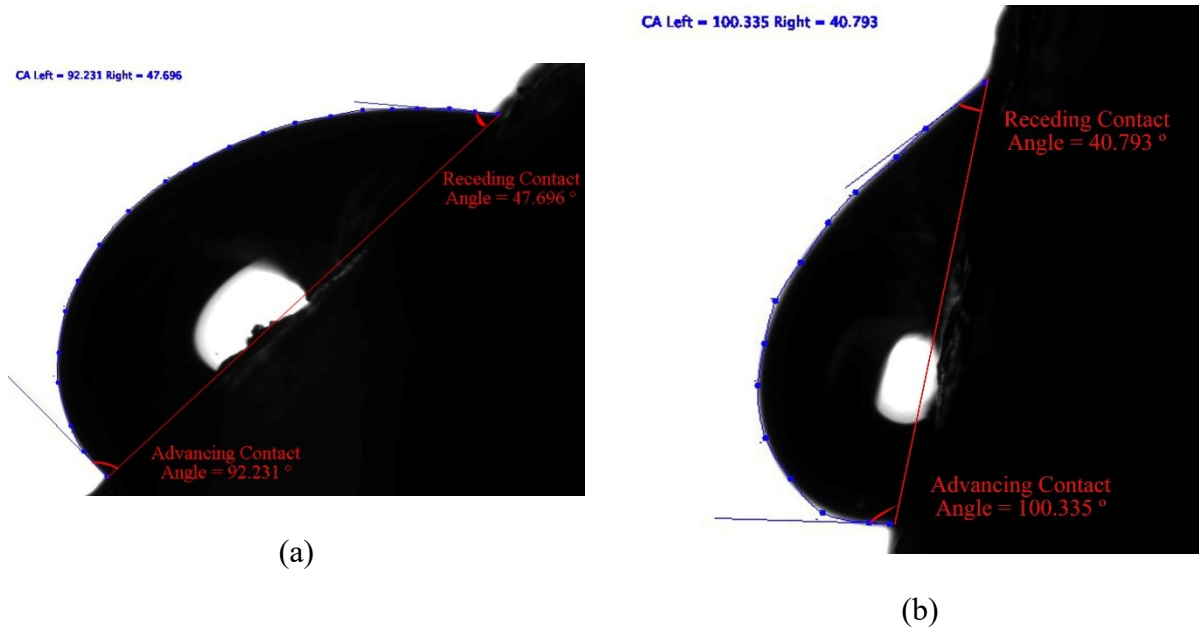 CA Left = 92.231 Right = 47.696
Receding Contact
Angle = 47.696 °
Advancing Contact
Angle = 92.231 °
(a)
CA Left = 100.335 Right = 40.793
Receding Contact
Angle = 40.793 º
Advancing Contact
Angle = 100.335 º
(b)